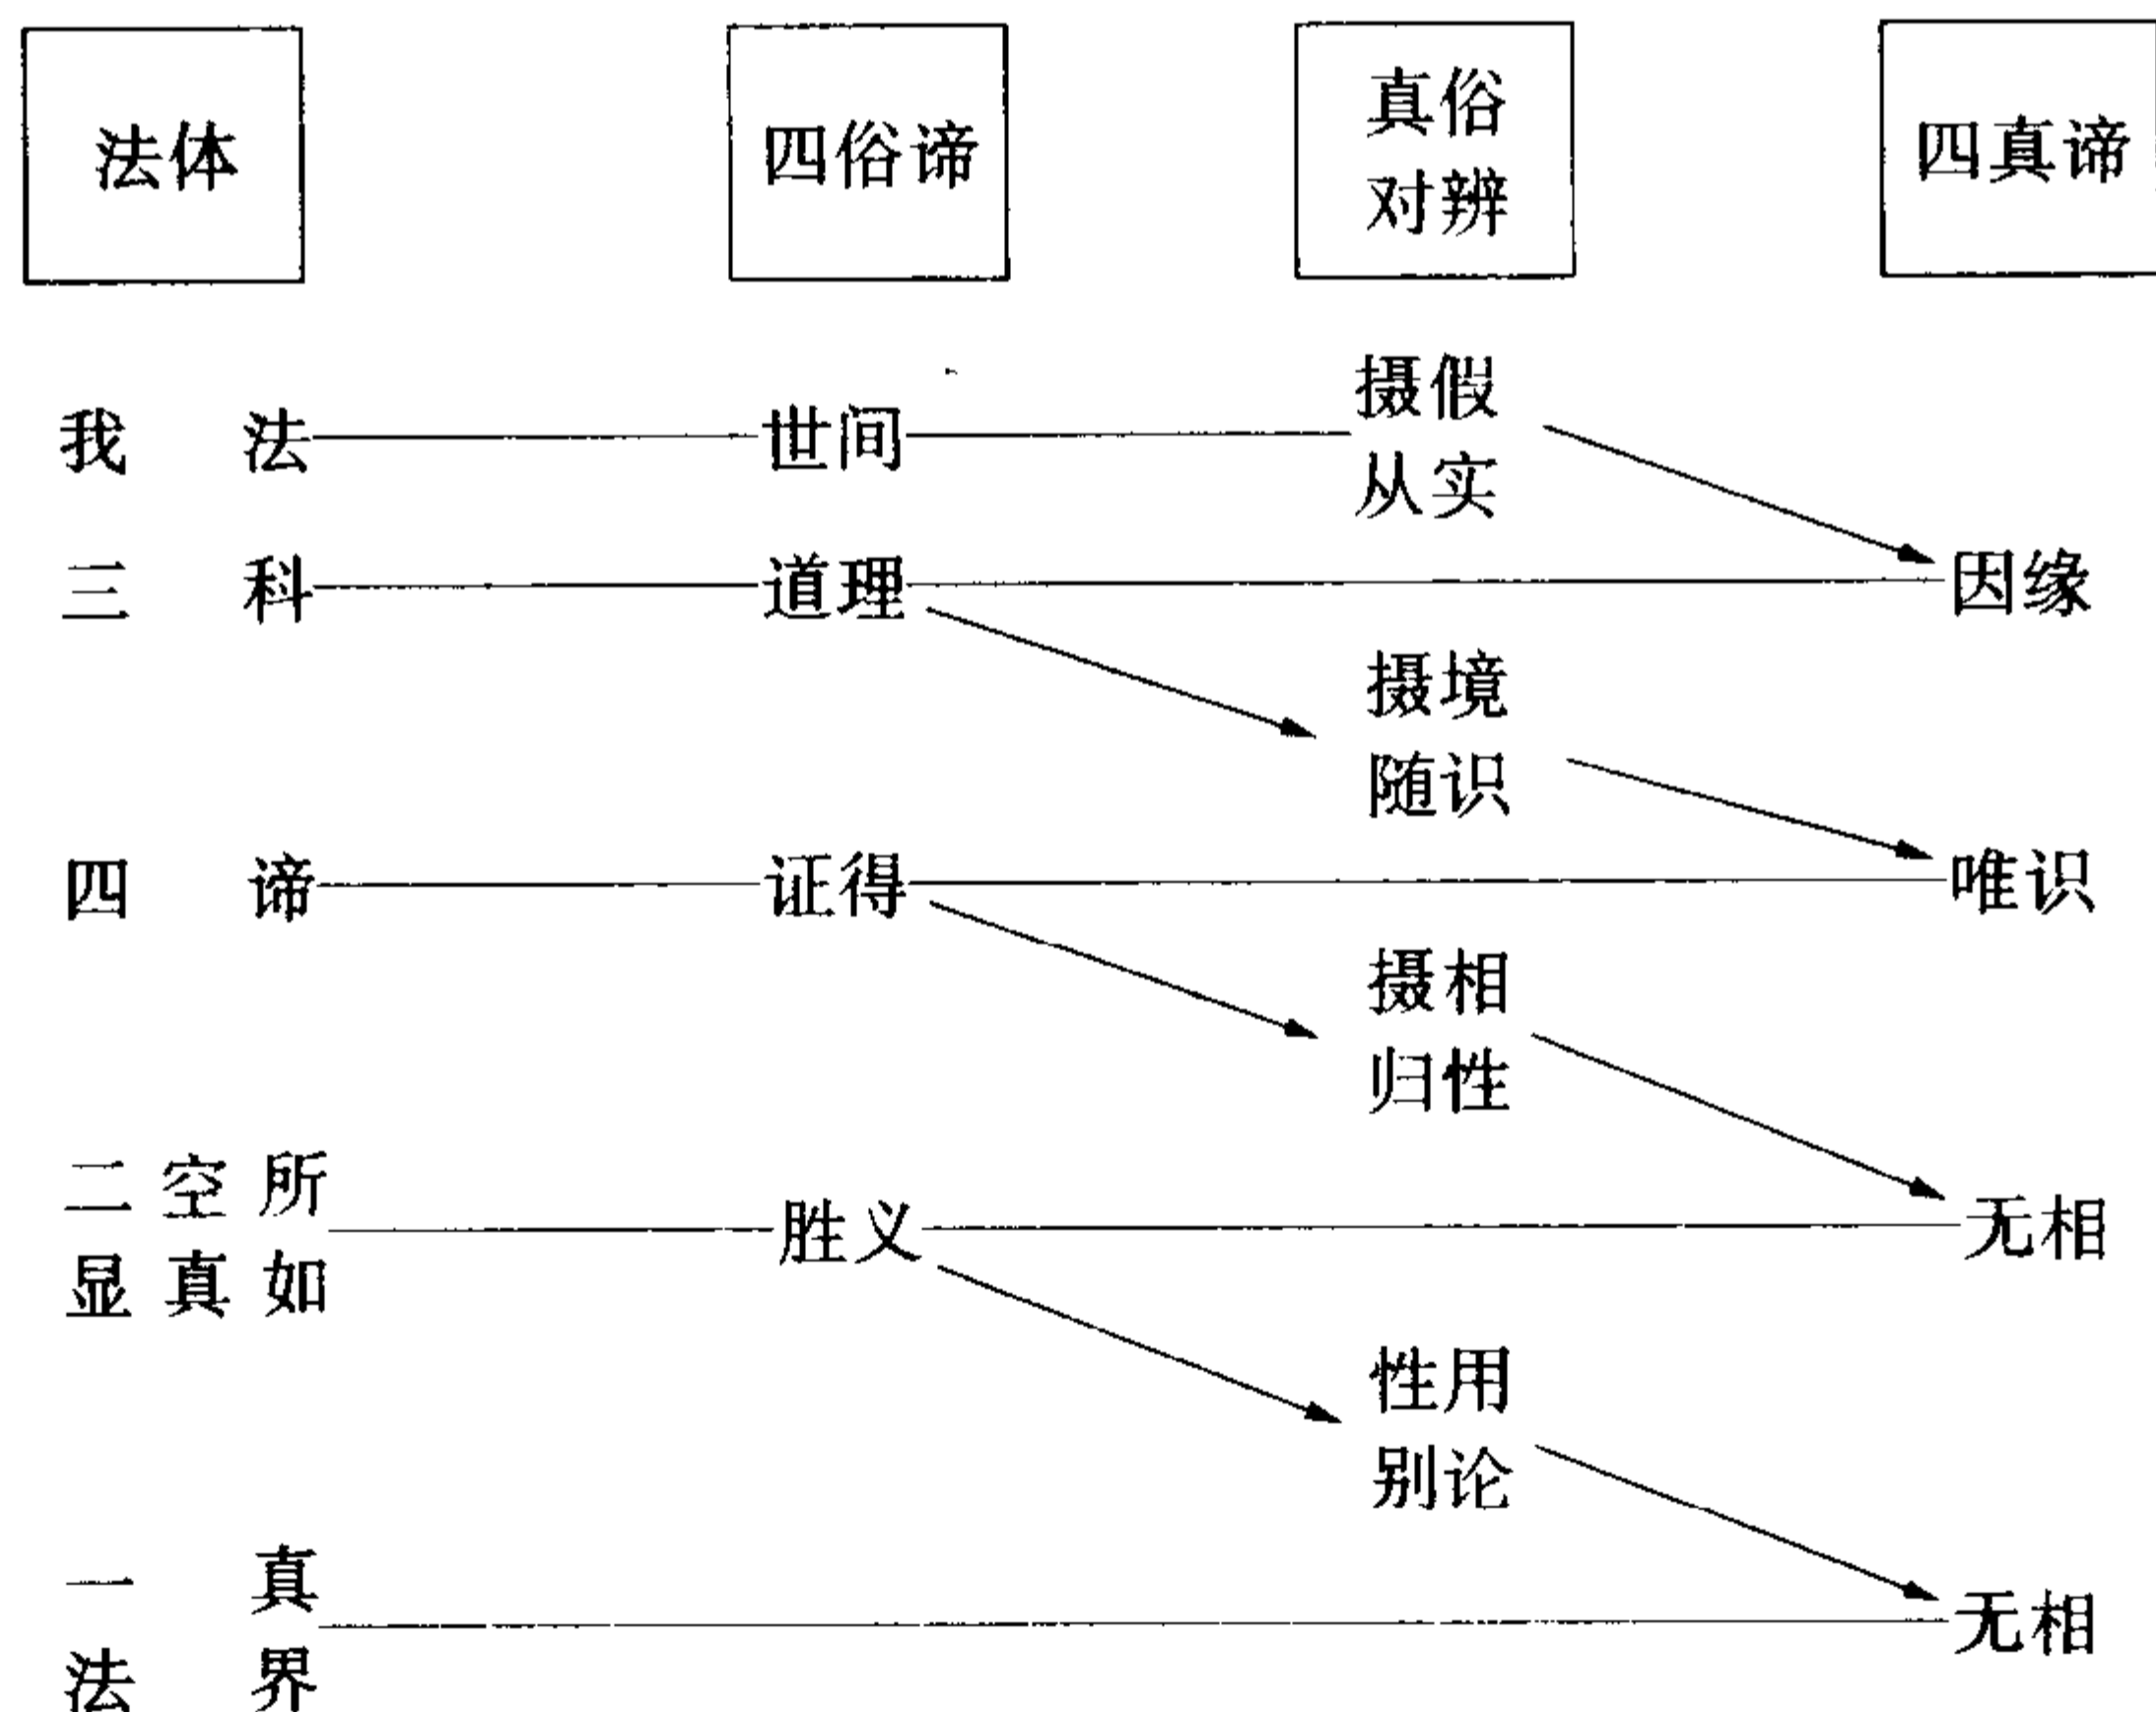 法体
四俗谛
真俗
对辨
四真谛
我 法
世间
摄假
从实
三 科
道理
因缘
摄境
随识
四 谛
证得
唯识
摄相
归性
二 空 所
显 真 如
胜义
无相
性用
别论
一 真
法 界
无相